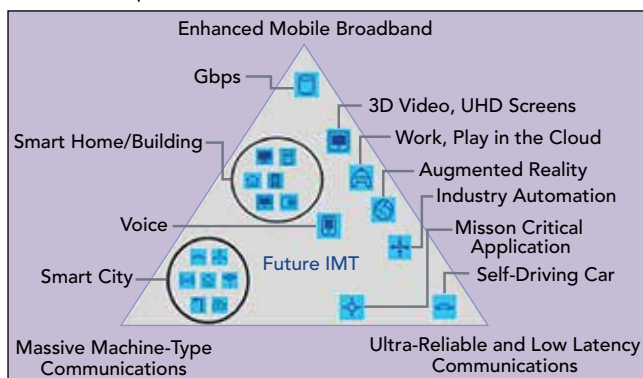 Enhanced Mobile Broadband
Gbps
3D Video, UHD Screens
Smart Home/Building
Work, Play in the Cloud
Augmented Reality
Industry Automation
Voice
Misson Critical
Application
Future IMT
Smart City
Self-Driving Car
Massive Machine-Type
Communications
Ultra-Reliable and Low Latency
Communications